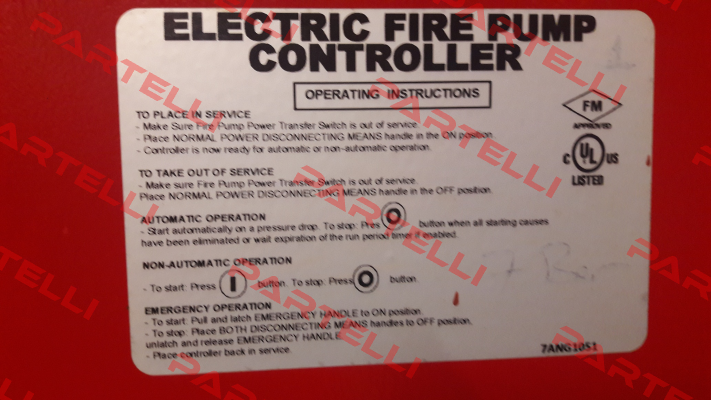 ELECTRIC FIRE PUMP
CONTROLLER
OPERATING INSTRUCTIONS
FM
APPROVED
C UL US
LISTED
TO PLACE IN SERVICE
- Make Sure Fire Pump Power Transfer Switch is out of service.
- Place NORMAL POWER DISCONNECTING MEANS handle in the ON position.
- Controller is now ready for automatic or non-automatic operation.
TO TAKE OUT OF SERVICE
- Make sure Fire Pump Power Transfer Switch is out of service.
Place NORMAL POWER DISCONNECTING MEANS handle in the OFF position.
AUTOMATIC OPERATION
- Start automatically on a pressure drop. To stop: Press O button when all starting causes
have been eliminated or wait expiration of the run period timer if enabled.
NON-AUTOMATIC OPERATION
- To start: Press I button. To stop: Press O button.
EMERGENCY OPERATION
- To start: Pull and latch EMERGENCY HANDLE to ON position.
- To stop: Place BOTH DISCONNECTING MEANS handles to OFF position.
unlatch and release EMERGENCY HANDLE
- Place controller back in service.
7ANG1051
PARTELLI
PARTELLI
PARTELLI
PARTELLI
PARTELLI
PARTELLI